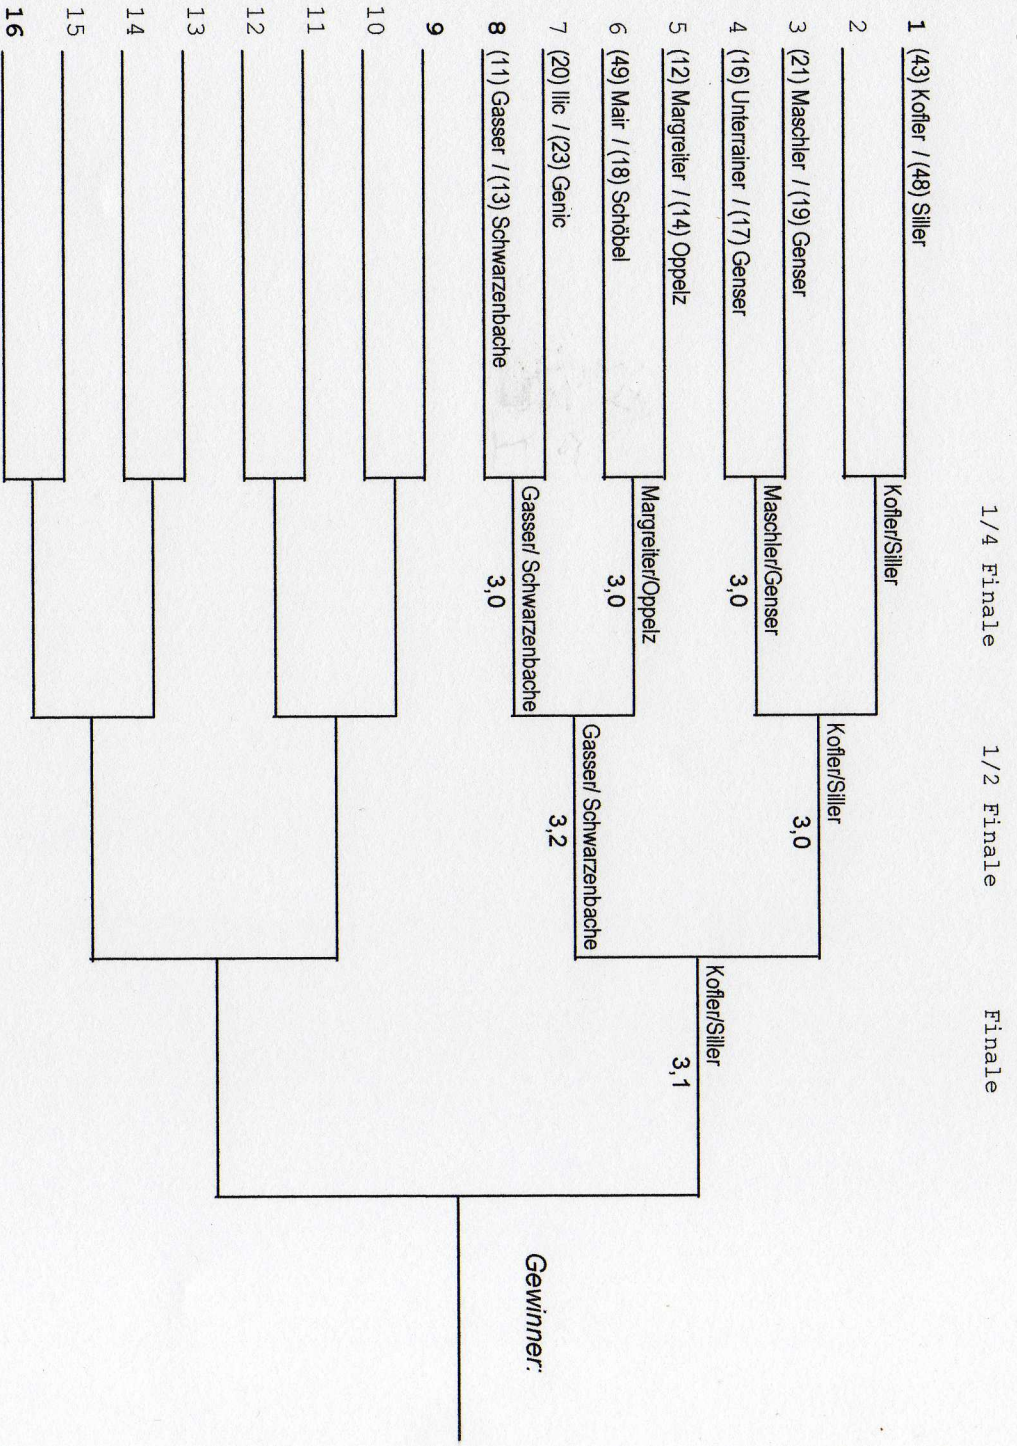 1/4 Finale
1/2 Finale
Finale
1 (43) Kofler / (48) Siller
2
3 (21) Maschler / (19) Genser
4 (16) Unterrainer / (17) Genser
5 (12) Margreiter / (14) Oppelz
6 (49) Mair / (18) Schöbel
7 (20) Ilic / (23) Genic
8 (11) Gasser / (13) Schwarzenbache
9
10
11
12
13
14
15
16
Kofler/Siller
Maschler/Genser
3,0
Margreiter/Oppelz
3,0
Gasser/ Schwarzenbache
3,0
Kofler/Siller
3,0
Gasser/ Schwarzenbache
3,2
Kofler/Siller
3,1
Gewinner: